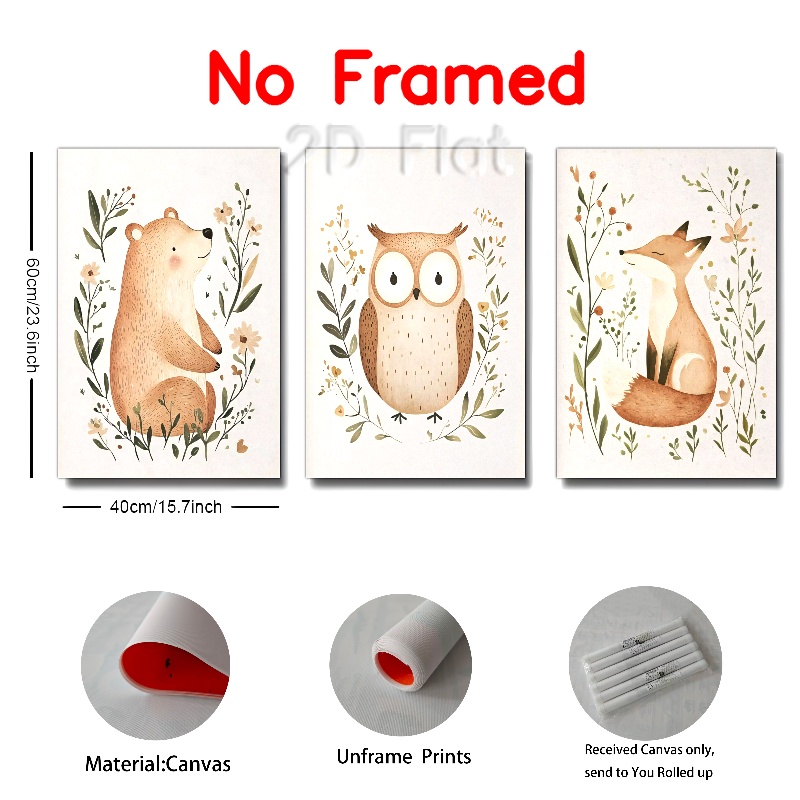 No Framed
2D Flat
60cm/23.6inch
40cm/15.7inch
Material:Canvas
Unframe Prints
Received Canvas only,
send to You Rolled up